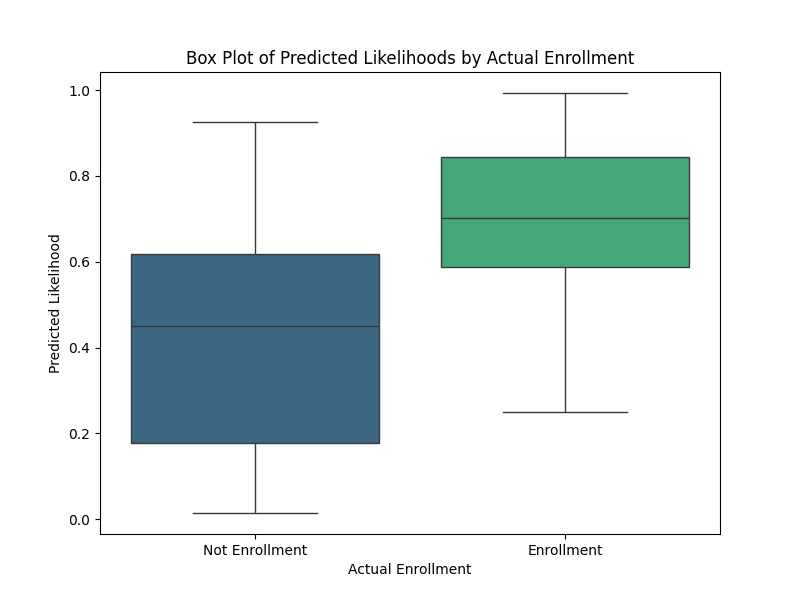 Box Plot of Predicted Likelihoods by Actual Enrollment
1.0
0.8
0.6
0.4
0.2
0.0
Predicted Likelihood
Not Enrollment
Enrollment
Actual Enrollment